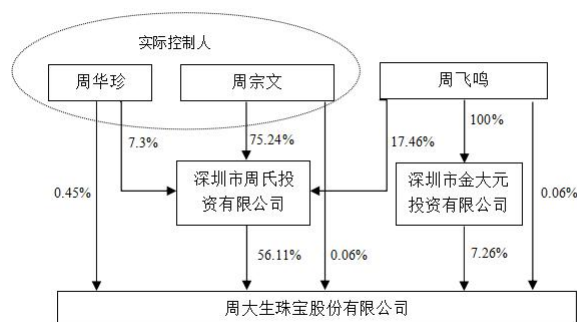 实际控制人
周华珍
周宗文
周飞鸣
7.3%
75.24%
17.46%
100%
0.45%
深圳市周氏投
资有限公司
深圳市金大元
投资有限公司
0.06%
56.11%
0.06%
7.26%
周大生珠宝股份有限公司